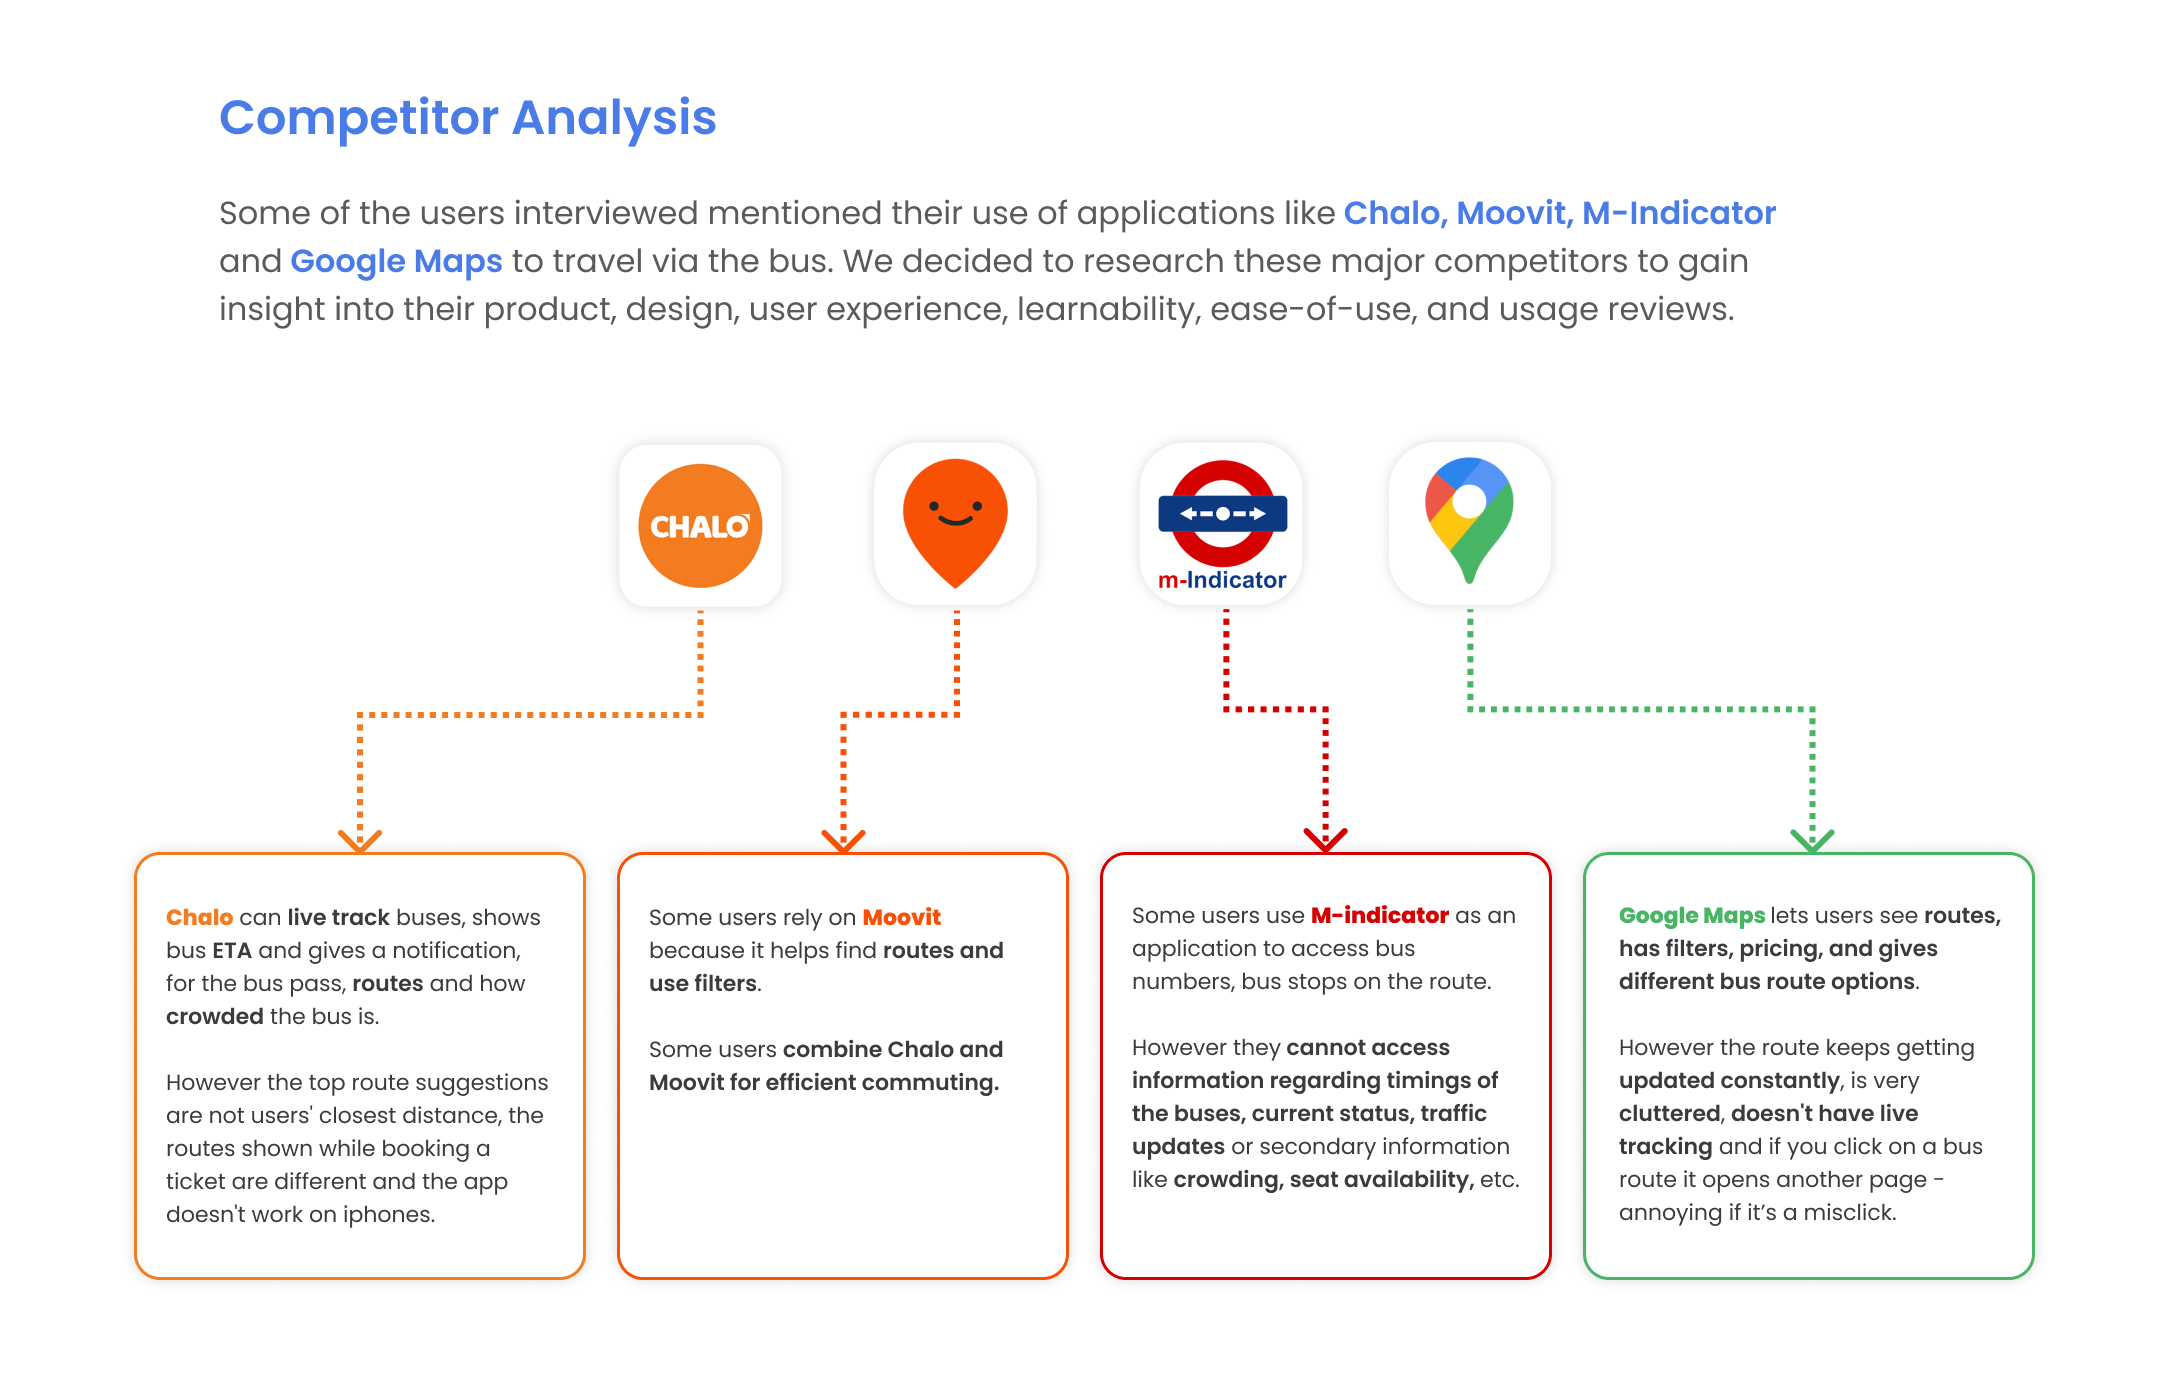 Competitor Analysis
Some of the users interviewed mentioned their use of applications like Chalo, Moovit, M-Indicator
and Google Maps to travel via the bus. We decided to research these major competitors to gain
insight into their product, design, user experience, learnability, ease-of-use, and usage reviews.
CHALO
m-Indicator
Chalo can live track buses, shows
bus ETA and gives a notification,
for the bus pass, routes and how
crowded the bus is.
However the top route suggestions
are not users' closest distance, the
routes shown while booking a
ticket are different and the app
doesn't work on iphones.
Some users rely on Moovit
because it helps find routes and
use filters.
Some users combine Chalo and
Moovit for efficient commuting.
Some users use M-indicator as an
application to access bus
numbers, bus stops on the route.
However they cannot access
information regarding timings of
the buses, current status, traffic
updates or secondary information
like crowding, seat availability, etc.
Google Maps lets users see routes,
has filters, pricing, and gives
different bus route options.
However the route keeps getting
updated constantly, is very
cluttered, doesn't have live
tracking and if you click on a bus
route it opens another page -
annoying if it’s a misclick.